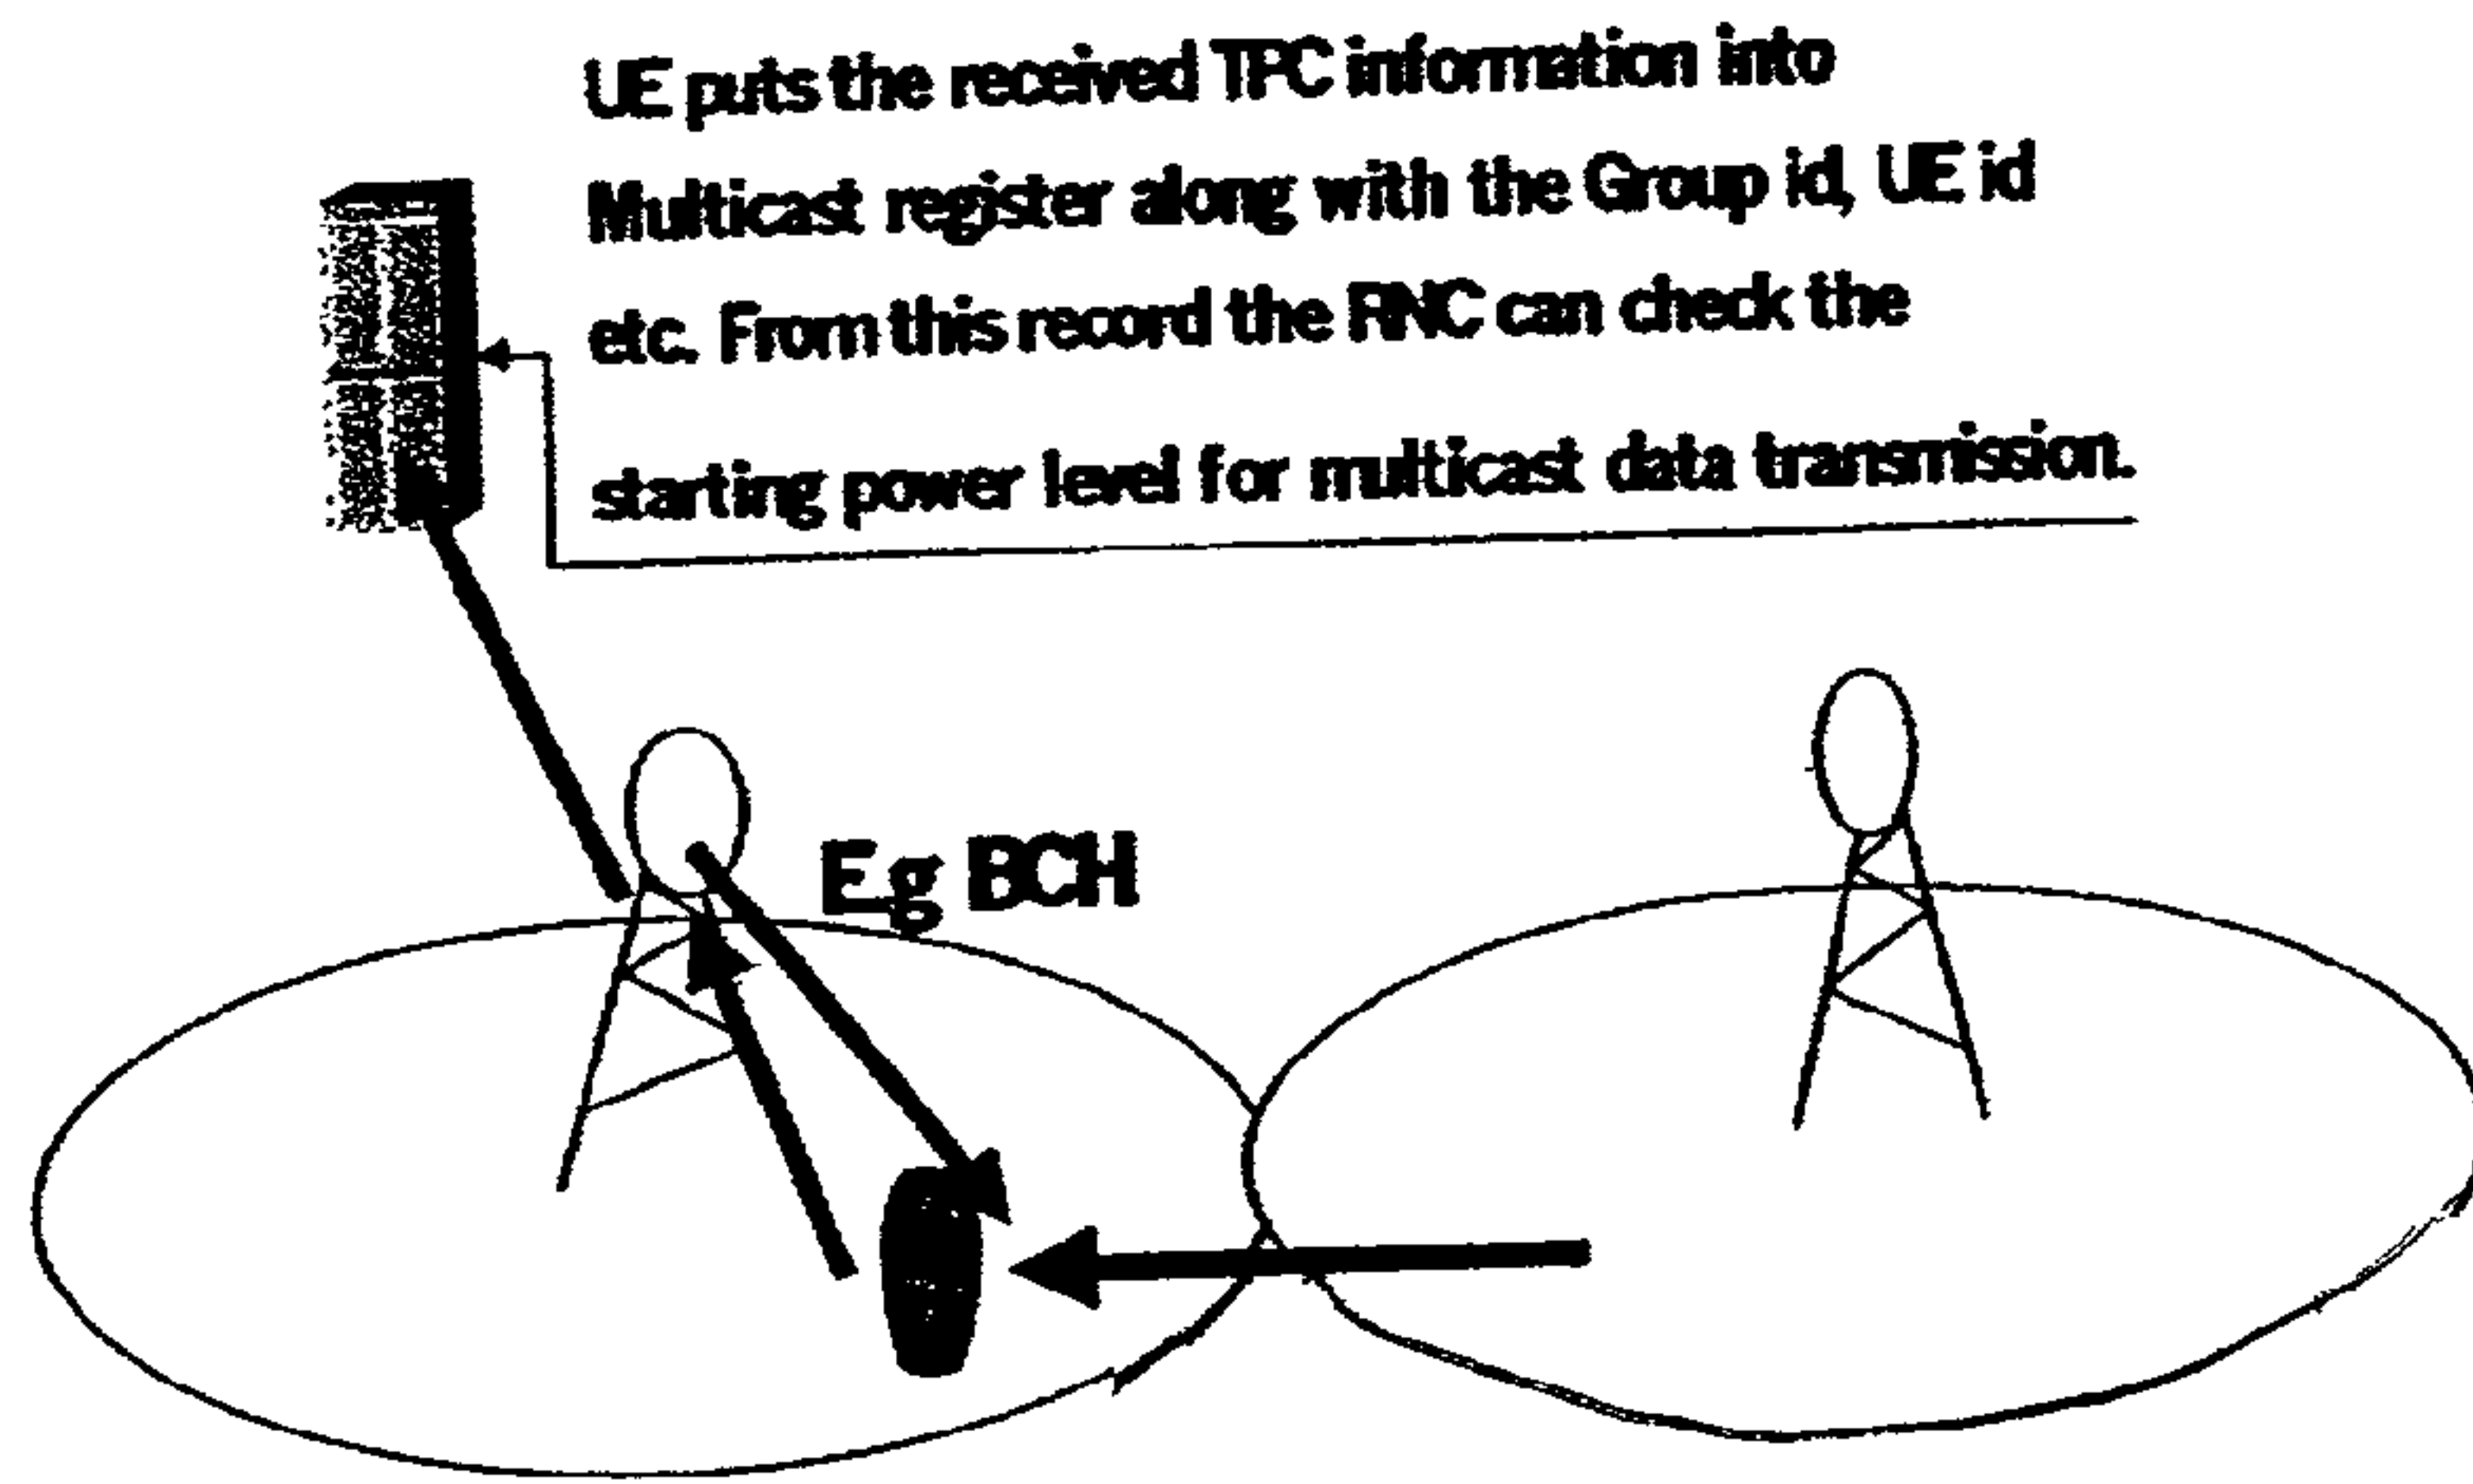 UE puts the received TPC information into
Multicast register along with the Group id, UE id
etc. From this record the RNC can check the
starting power level for multicast data transmission.
Eg BCH